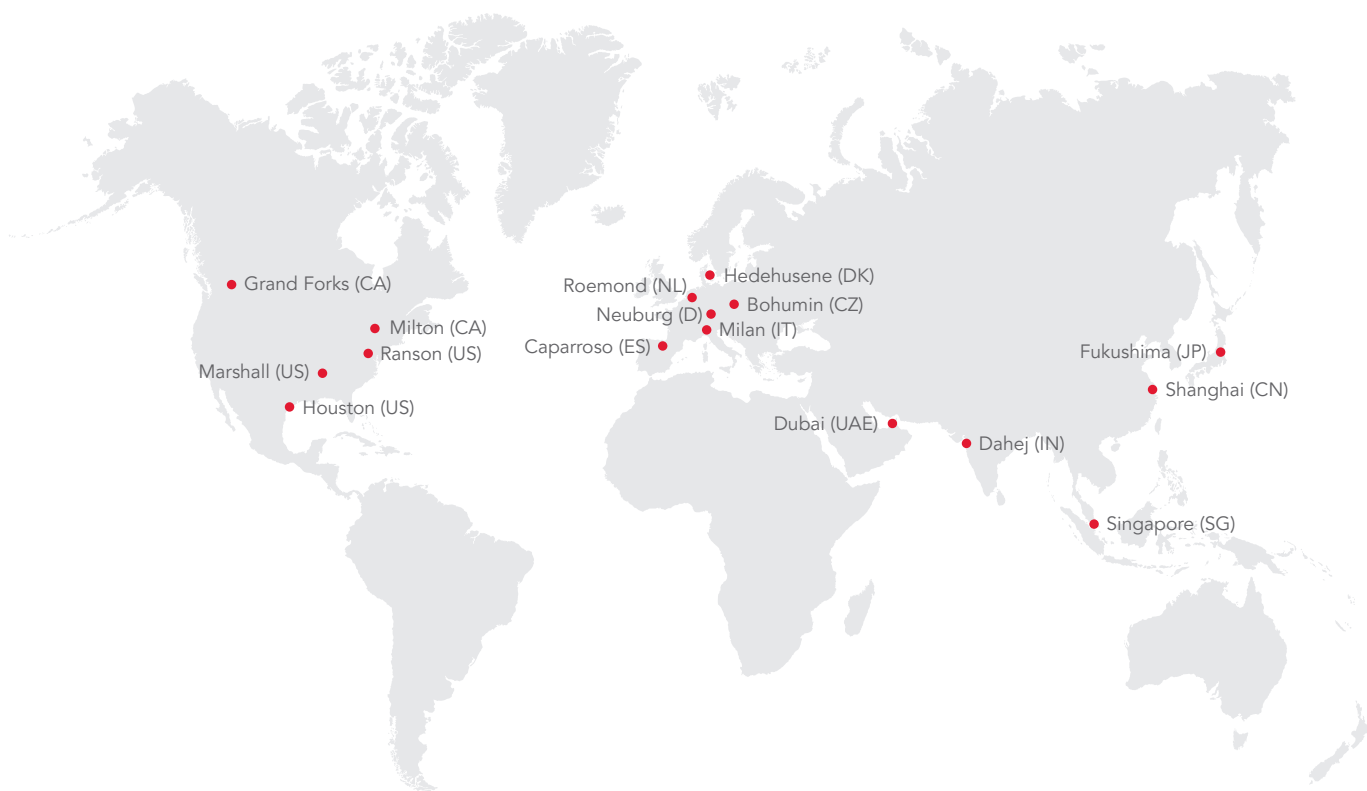 Hedehusene (DK)
Grand Forks (CA)
Roemond (NL)
Bohumin (CZ)
Neuburg (D)
Milton (CA)
Milan (IT)
Caparroso (ES)
Ranson (US)
Fukushima (JP)
Marshall (US)
Shanghai (CN)
Houston (US)
Dubai (UAE)
Dahej (IN)
Singapore (SG)